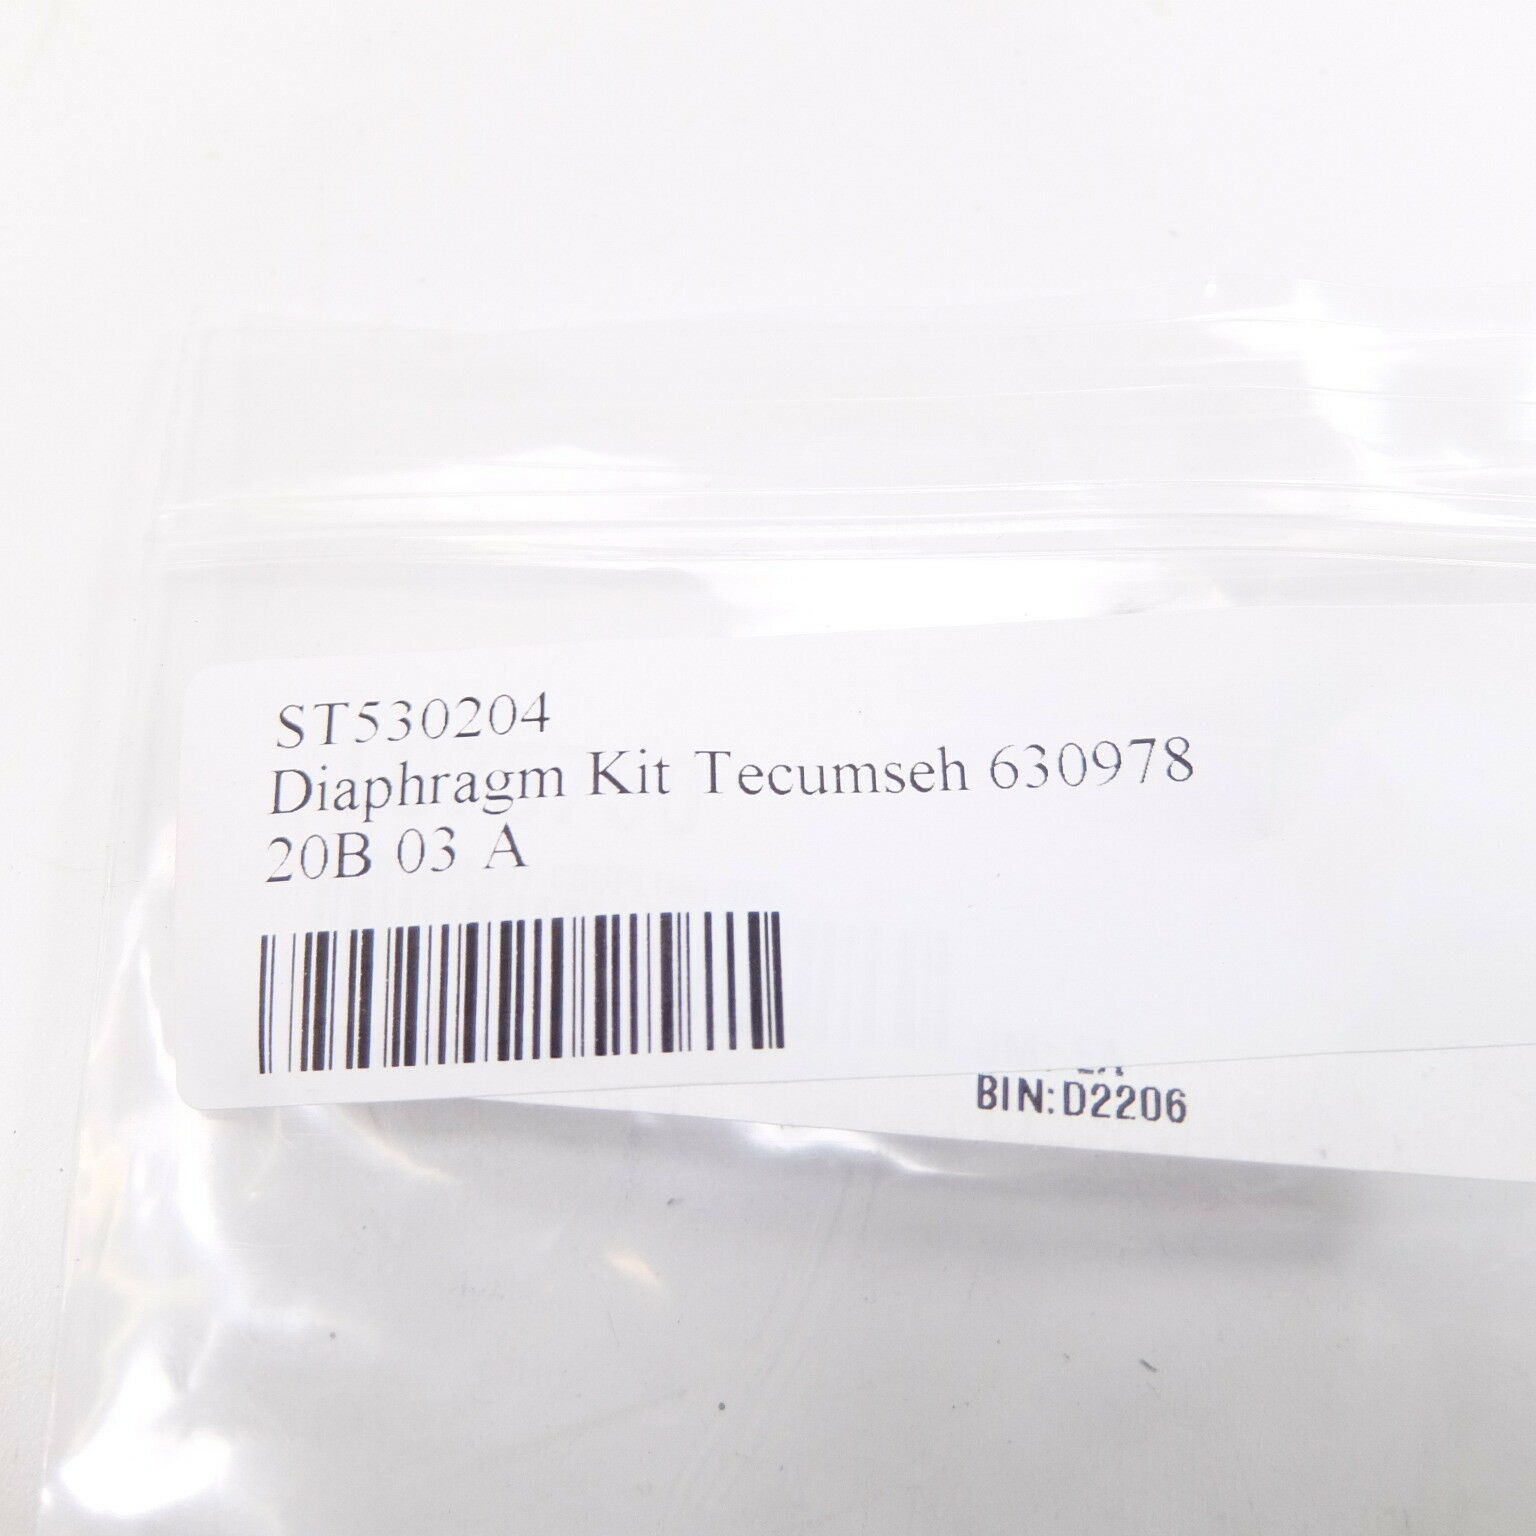 ST530204
Diaphragm Kit Tecumseh 630978
20B 03 A
BIN:D2206